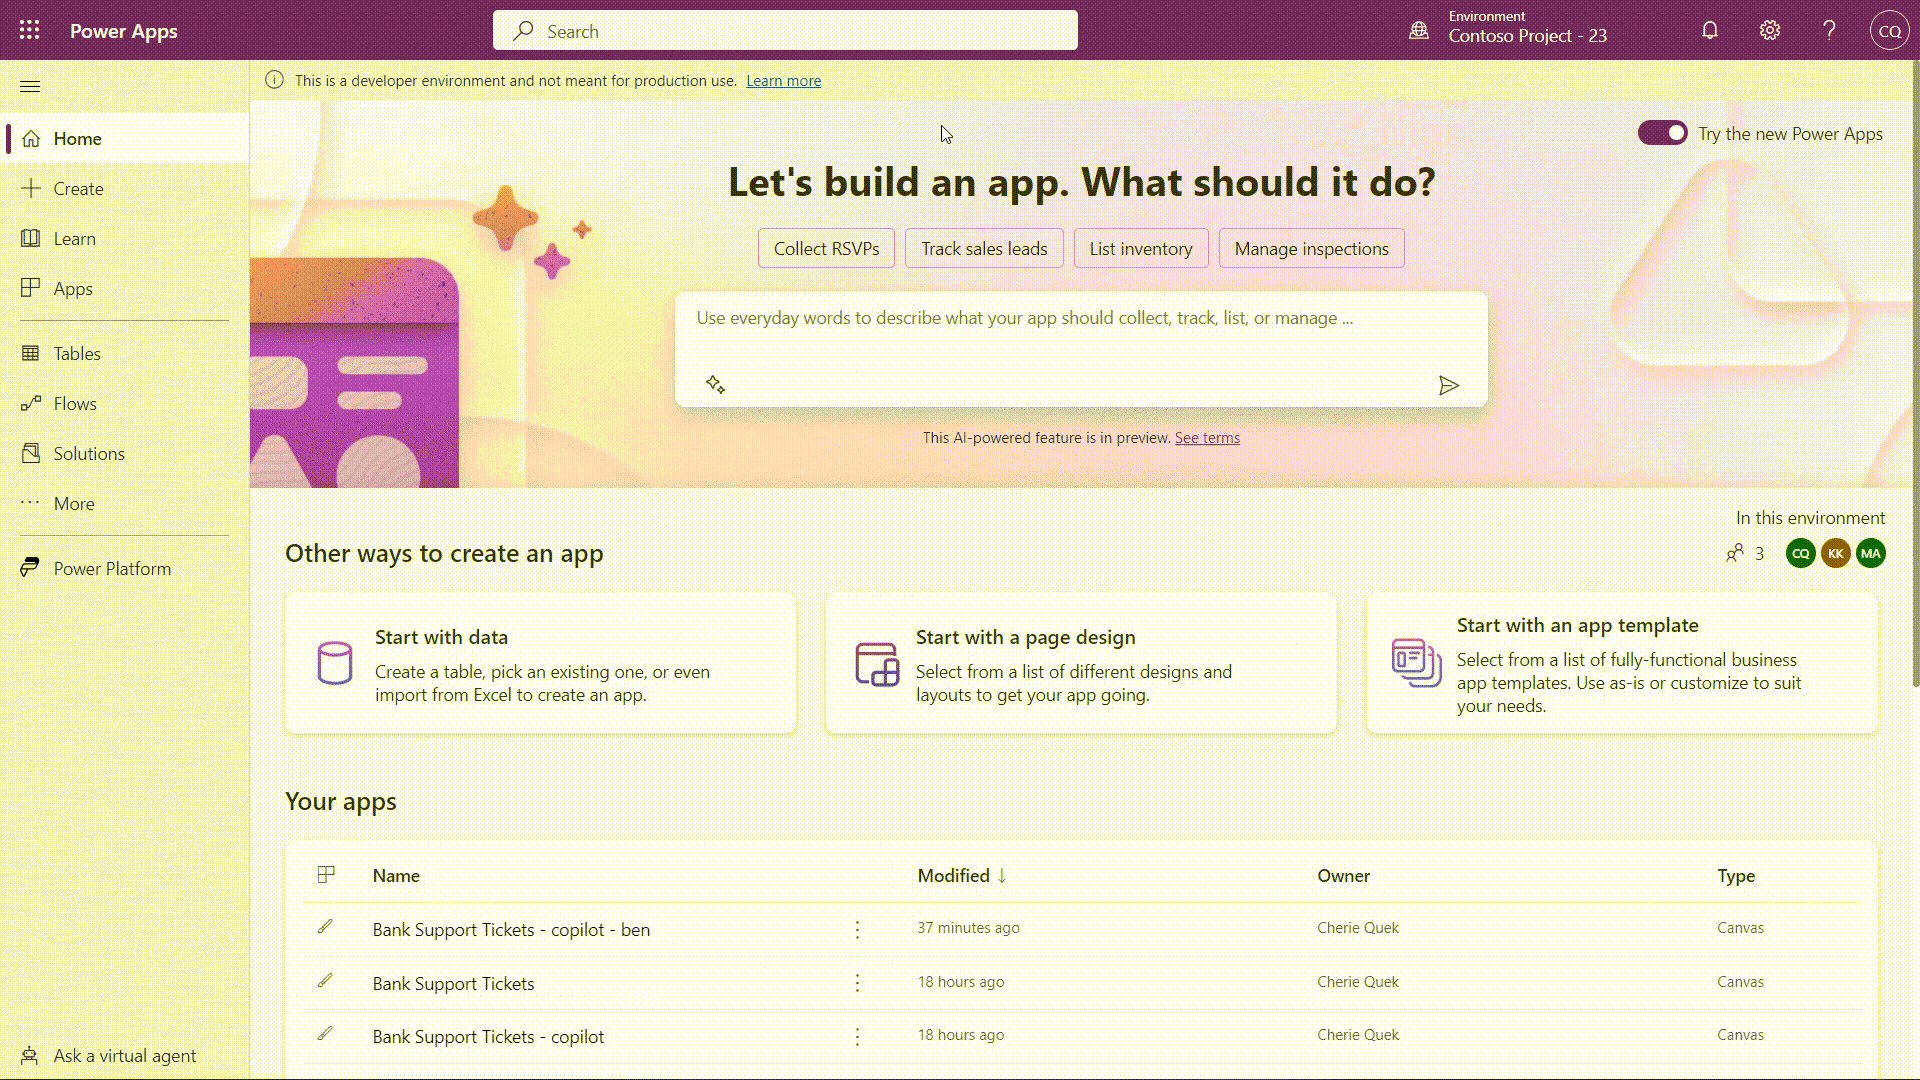 Power Apps
Search
Environment
Contoso Project - 23
CQ
This is a developer environment and not meant for production use. Learn more
Home
Create
Learn
Apps
Tables
Flows
Solutions
More
Power Platform
Ask a virtual agent
Try the new Power Apps
Let's build an app. What should it do?
Collect RSVPs
Track sales leads
List inventory
Manage inspections
Use everyday words to describe what your app should collect, track, list, or manage ...
This AI-powered feature is in preview. See terms
In this environment
3 CQ KK MA
Other ways to create an app
Start with data
Create a table, pick an existing one, or even
import from Excel to create an app.
Start with a page design
Select from a list of different designs and
layouts to get your app going.
Start with an app template
Select from a list of fully-functional business
app templates. Use as-is or customize to suit
your needs.
Your apps
Name Modified ↓ Owner Type
Bank Support Tickets - copilot - ben 37 minutes ago Cherie Quek Canvas
Bank Support Tickets 18 hours ago Cherie Quek Canvas
Bank Support Tickets - copilot 18 hours ago Cherie Quek Canvas